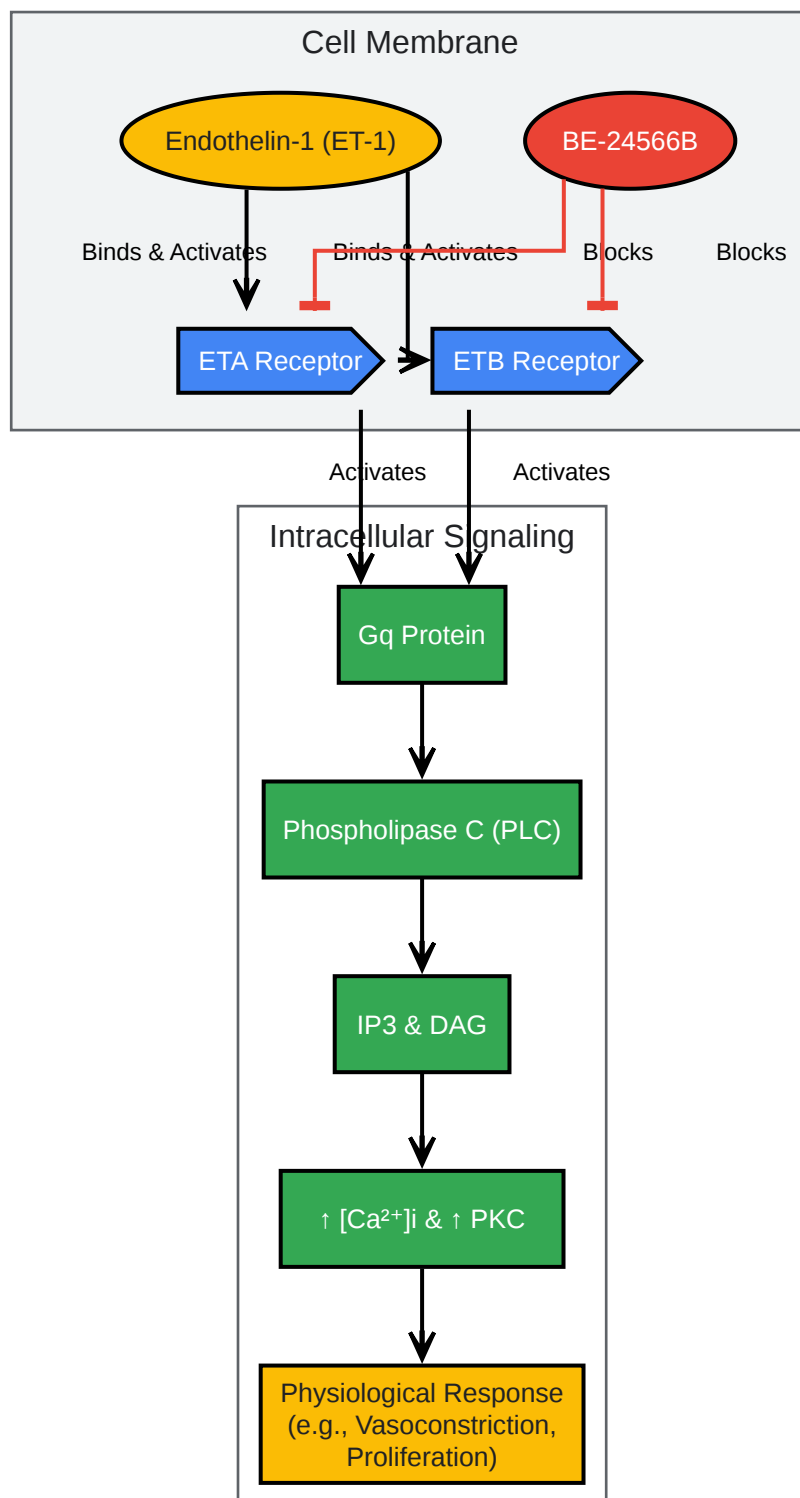 Cell Membrane
Endothelin-1 (ET-1)
BE-24566B
Binds & Activates
Binds & Activates
Blocks
Blocks
ETA Receptor
ETB Receptor
Activates
Activates
Intracellular Signaling
Gq Protein
Phospholipase C (PLC)
IP3 & DAG
↑ [Ca²⁺]i & ↑ PKC
Physiological Response
(e.g., Vasoconstriction,
Proliferation)